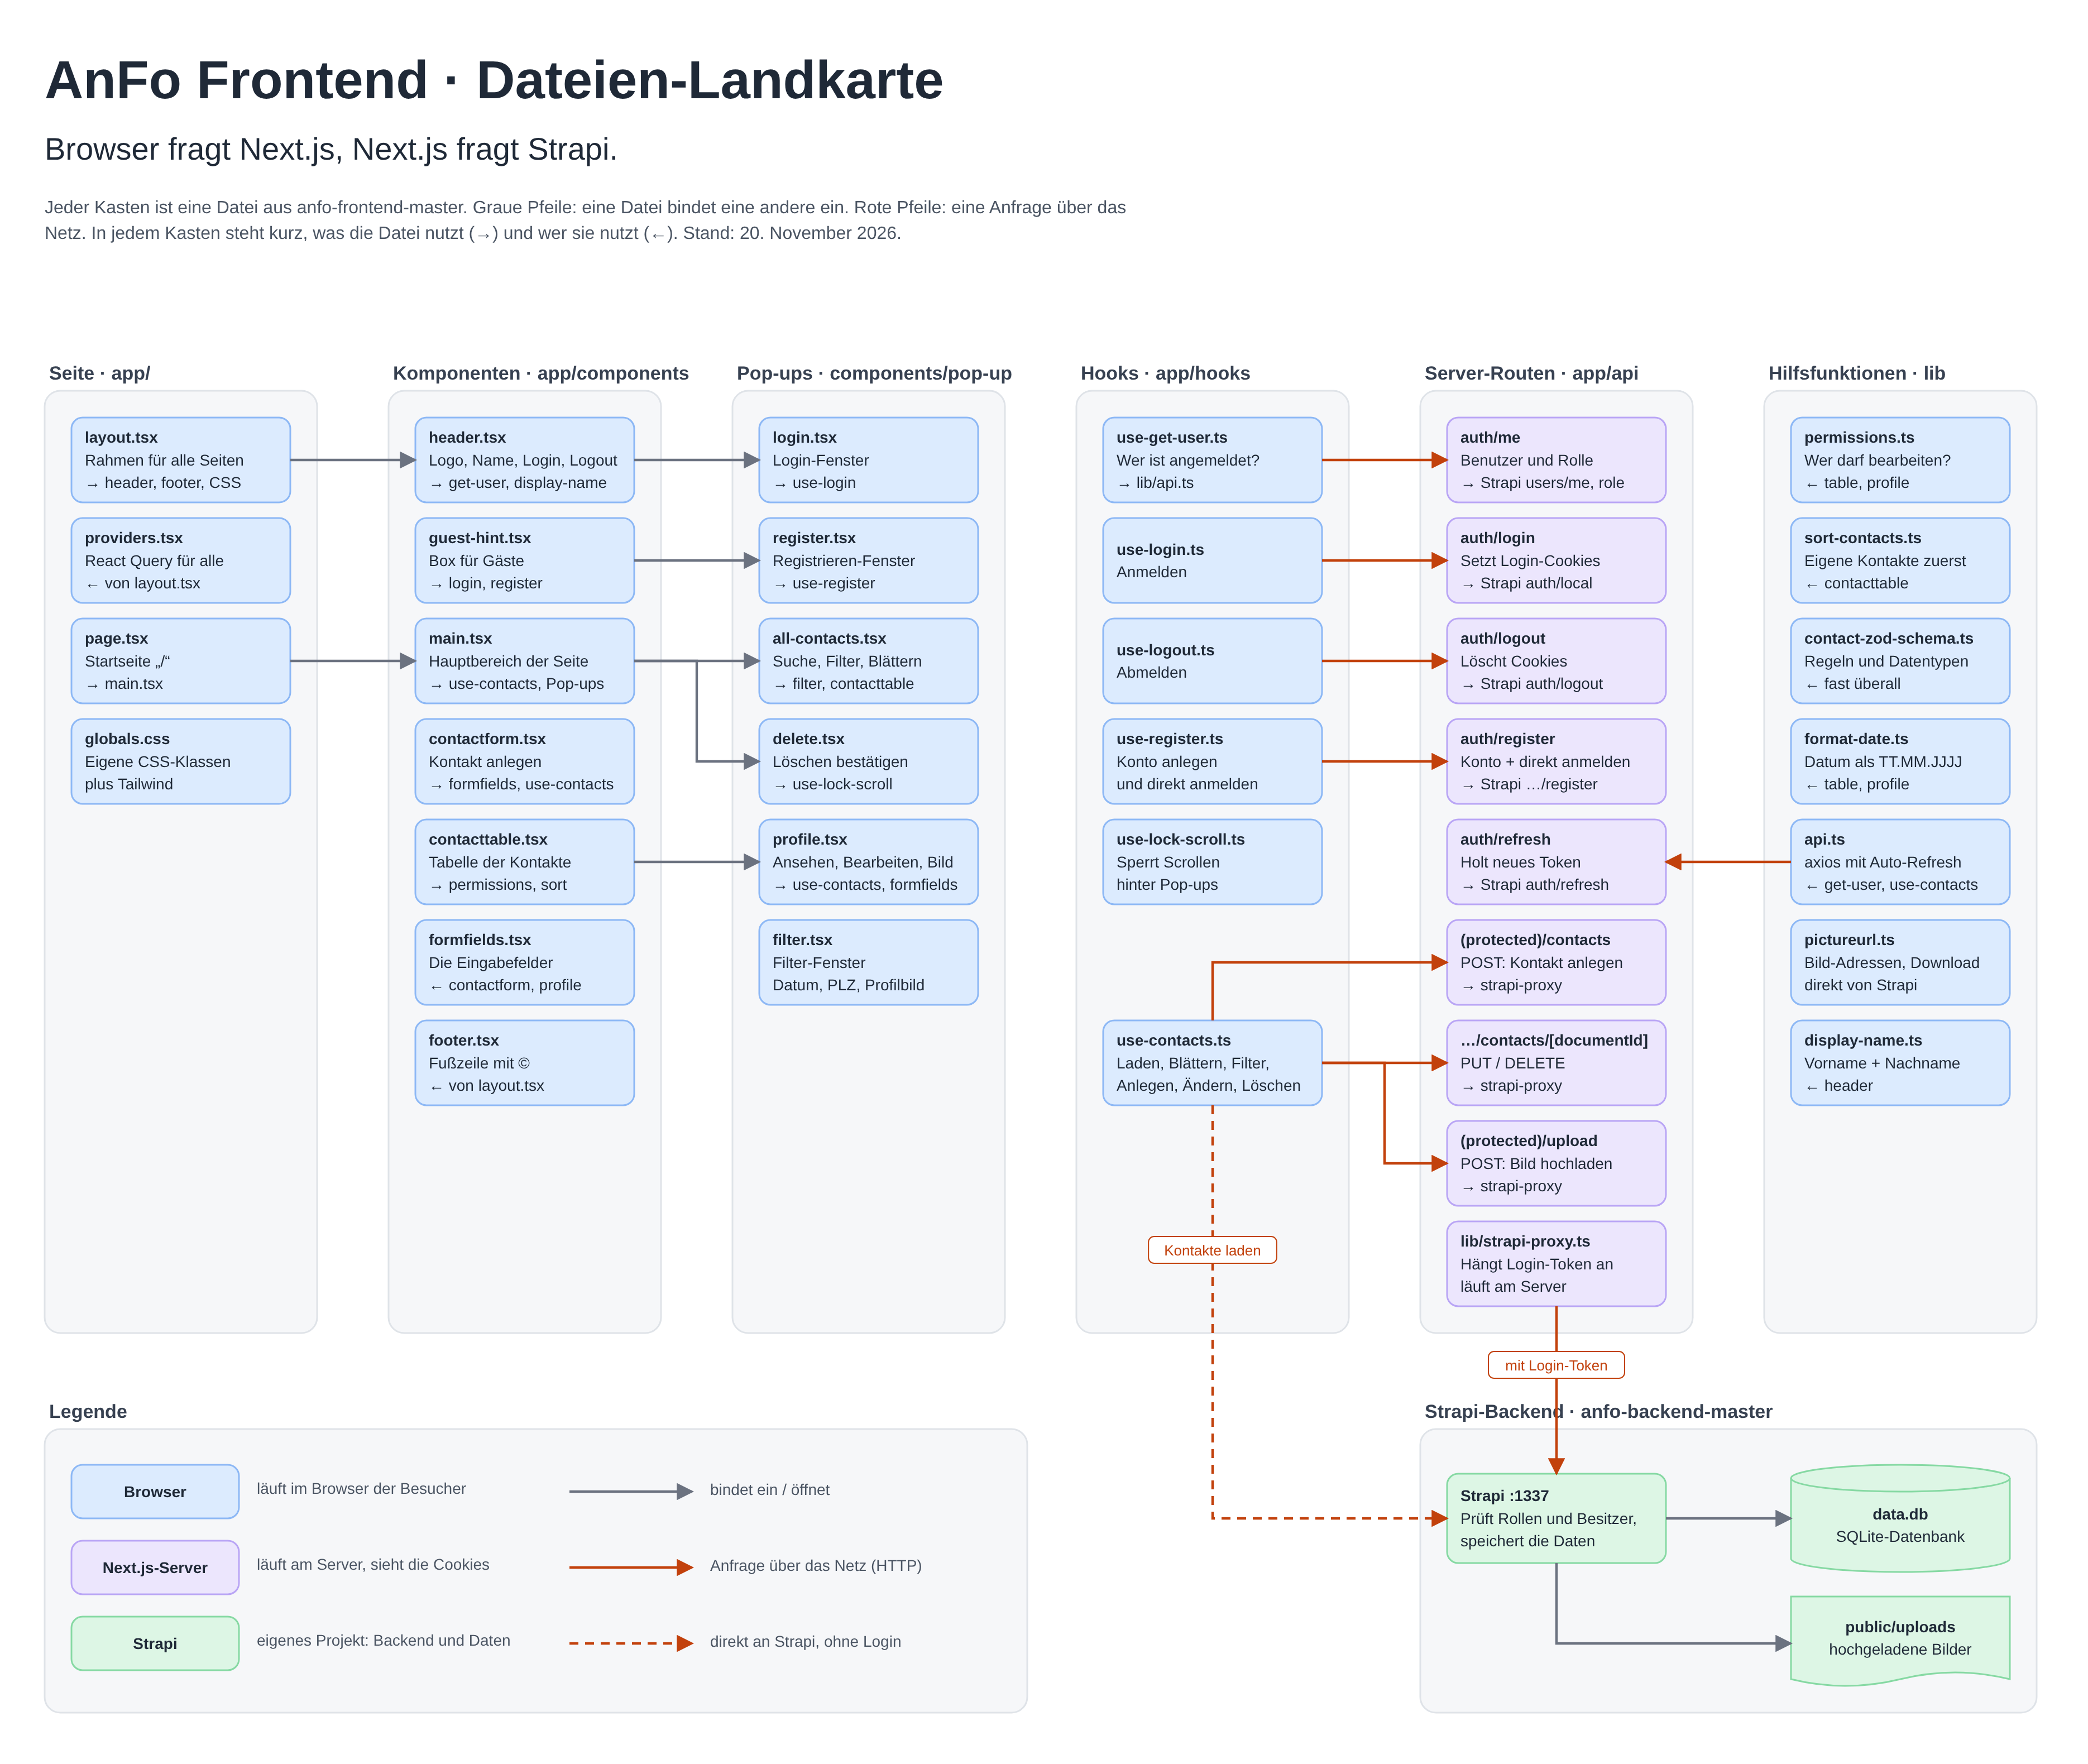 AnFo Frontend · Dateien-Landkarte
Browser fragt Next.js, Next.js fragt Strapi.
Jeder Kasten ist eine Datei aus anfo-frontend-master. Graue Pfeile: eine Datei bindet eine andere ein. Rote Pfeile: eine Anfrage über das
Netz. In jedem Kasten steht kurz, was die Datei nutzt (→) und wer sie nutzt (←). Stand: 20. November 2026.
Seite · app/
layout.tsx
Rahmen für alle Seiten
→ header, footer, CSS
providers.tsx
React Query für alle
← von layout.tsx
page.tsx
Startseite „/“
→ main.tsx
globals.css
Eigene CSS-Klassen
plus Tailwind
Komponenten · app/components
header.tsx
Logo, Name, Login, Logout
→ get-user, display-name
guest-hint.tsx
Box für Gäste
→ login, register
main.tsx
Hauptbereich der Seite
→ use-contacts, Pop-ups
contactform.tsx
Kontakt anlegen
→ formfields, use-contacts
contacttable.tsx
Tabelle der Kontakte
→ permissions, sort
formfields.tsx
Die Eingabefelder
← contactform, profile
footer.tsx
Fußzeile mit ©
← von layout.tsx
Pop-ups · components/pop-up
login.tsx
Login-Fenster
→ use-login
register.tsx
Registrieren-Fenster
→ use-register
all-contacts.tsx
Suche, Filter, Blättern
→ filter, contacttable
delete.tsx
Löschen bestätigen
→ use-lock-scroll
profile.tsx
Ansehen, Bearbeiten, Bild
→ use-contacts, formfields
filter.tsx
Filter-Fenster
Datum, PLZ, Profilbild
Hooks · app/hooks
use-get-user.ts
Wer ist angemeldet?
→ lib/api.ts
use-login.ts
Anmelden
use-logout.ts
Abmelden
use-register.ts
Konto anlegen
und direkt anmelden
use-lock-scroll.ts
Sperrt Scrollen
hinter Pop-ups
use-contacts.ts
Laden, Blättern, Filter,
Anlegen, Ändern, Löschen
Kontakte laden
Server-Routen · app/api
auth/me
Benutzer und Rolle
→ Strapi users/me, role
auth/login
Setzt Login-Cookies
→ Strapi auth/local
auth/logout
Löscht Cookies
→ Strapi auth/logout
auth/register
Konto + direkt anmelden
→ Strapi …/register
auth/refresh
Holt neues Token
→ Strapi auth/refresh
(protected)/contacts
POST: Kontakt anlegen
→ strapi-proxy
…/contacts/[documentId]
PUT / DELETE
→ strapi-proxy
(protected)/upload
POST: Bild hochladen
→ strapi-proxy
lib/strapi-proxy.ts
Hängt Login-Token an
läuft am Server
mit Login-Token
Hilfsfunktionen · lib
permissions.ts
Wer darf bearbeiten?
← table, profile
sort-contacts.ts
Eigene Kontakte zuerst
← contacttable
contact-zod-schema.ts
Regeln und Datentypen
← fast überall
format-date.ts
Datum als TT.MM.JJJJ
← table, profile
api.ts
axios mit Auto-Refresh
← get-user, use-contacts
pictureurl.ts
Bild-Adressen, Download
direkt von Strapi
display-name.ts
Vorname + Nachname
← header
Legende
Browser
läuft im Browser der Besucher
bindet ein / öffnet
Next.js-Server
läuft am Server, sieht die Cookies
Anfrage über das Netz (HTTP)
Strapi
eigenes Projekt: Backend und Daten
direkt an Strapi, ohne Login
Strapi-Backend · anfo-backend-master
Strapi :1337
Prüft Rollen und Besitzer,
speichert die Daten
data.db
SQLite-Datenbank
public/uploads
hochgeladene Bilder